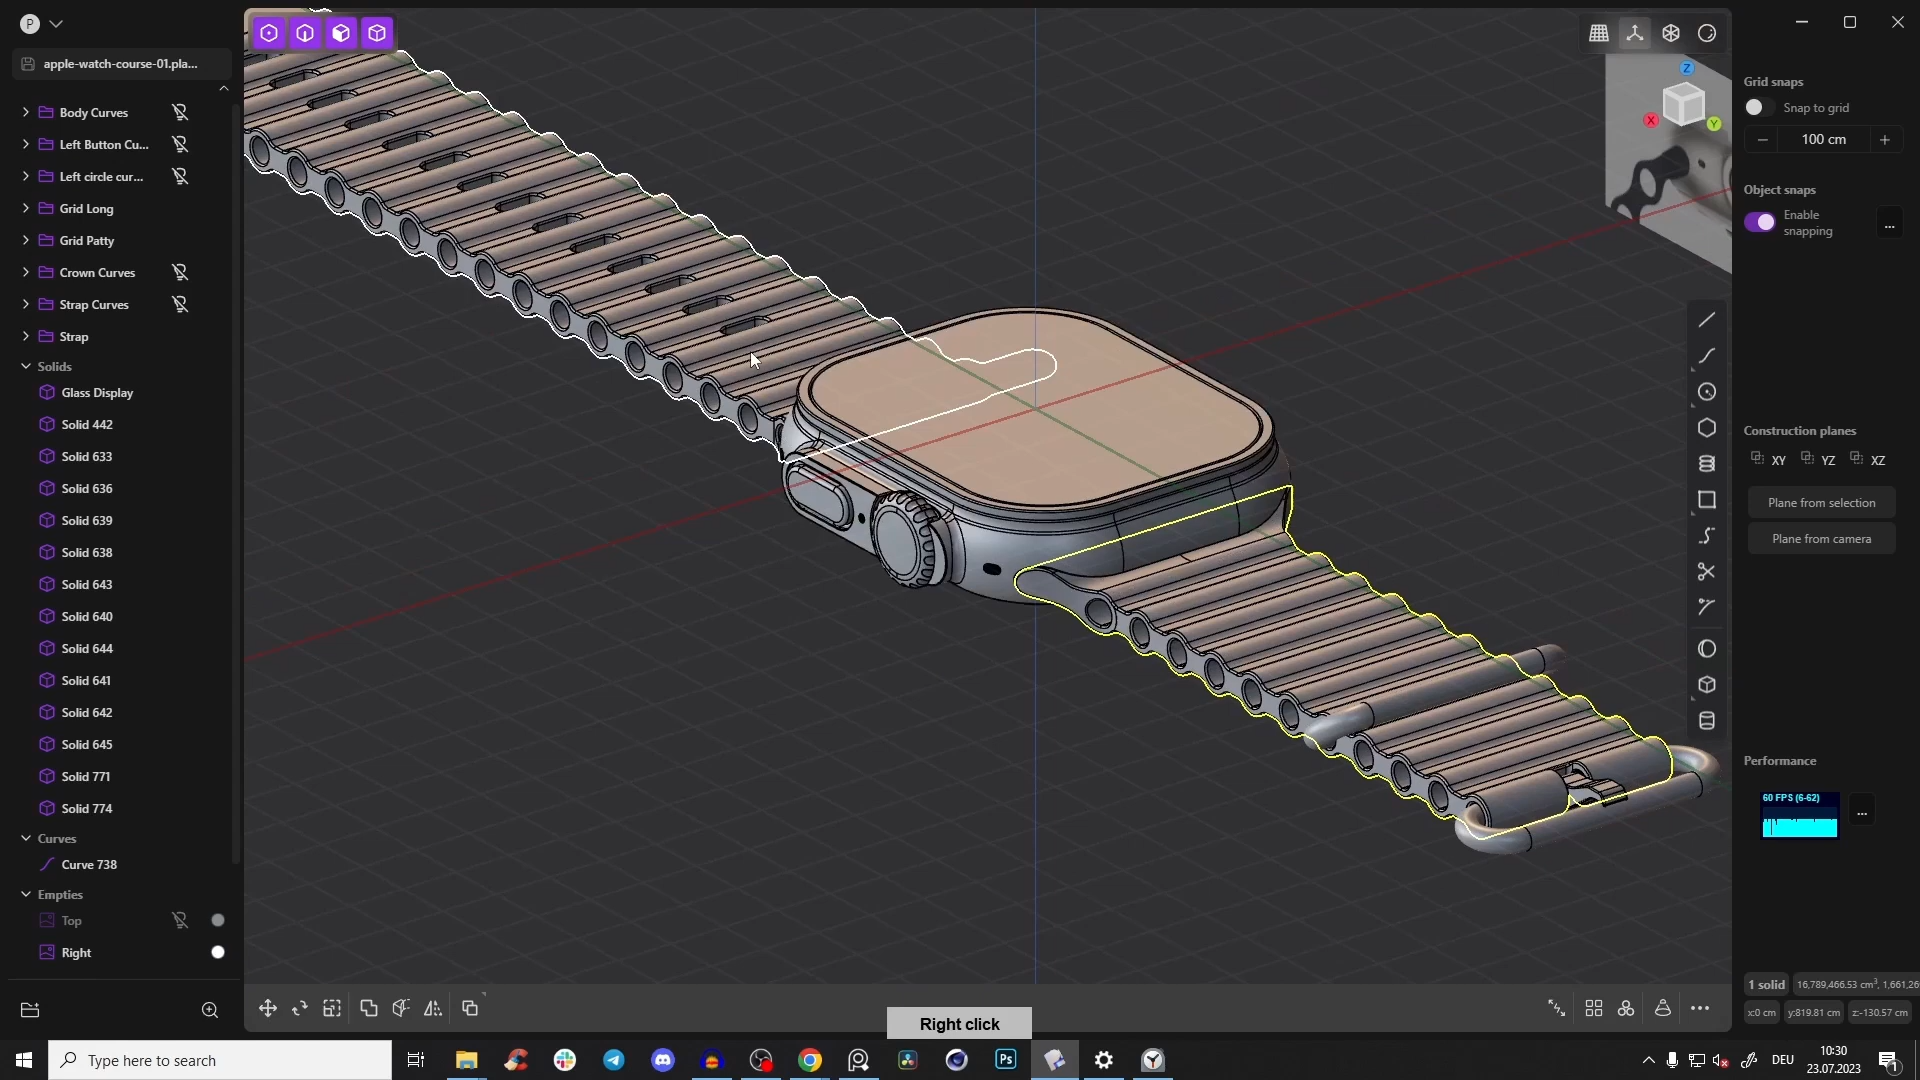 P
apple-watch-course-01.pla...
Body Curves
Left Button Cu...
Left circle cur...
Grid Long
Grid Patty
Crown Curves
Strap Curves
Strap
Solids
Glass Display
Solid 442
Solid 633
Solid 636
Solid 639
Solid 638
Solid 643
Solid 640
Solid 644
Solid 641
Solid 642
Solid 645
Solid 771
Solid 774
Curves
Curve 738
Empties
Top
Right
Z
X
Y
Grid snaps
Snap to grid
100 cm
Object snaps
Enable
snapping
...
Construction planes
XY
YZ
XZ
Plane from selection
Plane from camera
Performance
60 FPS (6-62)
...
1 solid
16,789,466.53 cm³, 1,661,26
x:0 cm
y:819.81 cm
z:-130.57 cm
Right click
Type here to search
Ps
DEU
10:30
23.07.2023
1